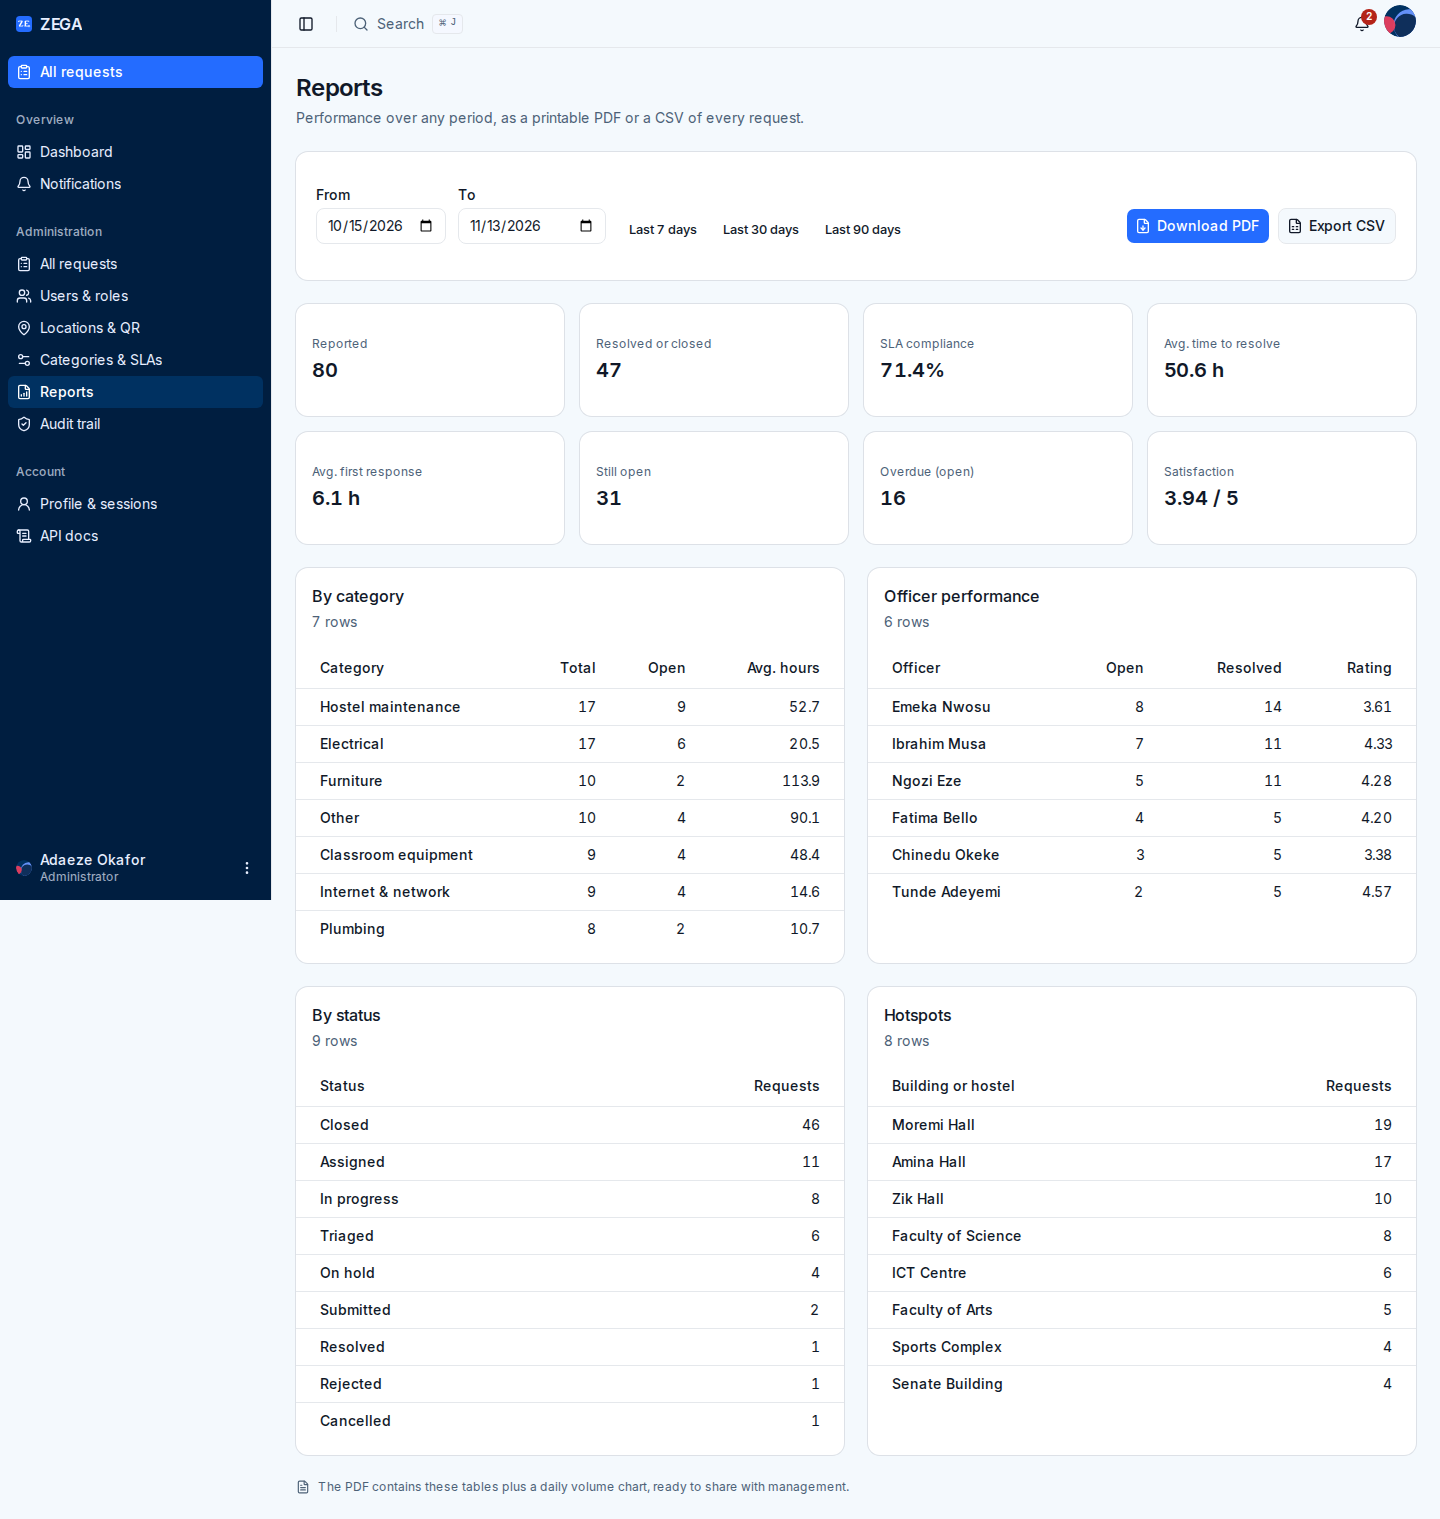 ZEGA
Search ⌘ J
2
All requests
Overview
Dashboard
Notifications
Administration
All requests
Users & roles
Locations & QR
Categories & SLAs
Reports
Audit trail
Account
Profile & sessions
API docs
Adaeze Okafor
Administrator
Reports
Performance over any period, as a printable PDF or a CSV of every request.
From To
10/15/2026 11/13/2026 Last 7 days Last 30 days Last 90 days Download PDF Export CSV
Reported Resolved or closed SLA compliance Avg. time to resolve
80 47 71.4% 50.6 h
Avg. first response Still open Overdue (open) Satisfaction
6.1 h 31 16 3.94 / 5
By category
7 rows
Category Total Open Avg. hours
Hostel maintenance 17 9 52.7
Electrical 17 6 20.5
Furniture 10 2 113.9
Other 10 4 90.1
Classroom equipment 9 4 48.4
Internet & network 9 4 14.6
Plumbing 8 2 10.7
Officer performance
6 rows
Officer Open Resolved Rating
Emeka Nwosu 8 14 3.61
Ibrahim Musa 7 11 4.33
Ngozi Eze 5 11 4.28
Fatima Bello 4 5 4.20
Chinedu Okeke 3 5 3.38
Tunde Adeyemi 2 5 4.57
By status
9 rows
Status Requests
Closed 46
Assigned 11
In progress 8
Triaged 6
On hold 4
Submitted 2
Resolved 1
Rejected 1
Cancelled 1
Hotspots
8 rows
Building or hostel Requests
Moremi Hall 19
Amina Hall 17
Zik Hall 10
Faculty of Science 8
ICT Centre 6
Faculty of Arts 5
Sports Complex 4
Senate Building 4
The PDF contains these tables plus a daily volume chart, ready to share with management.